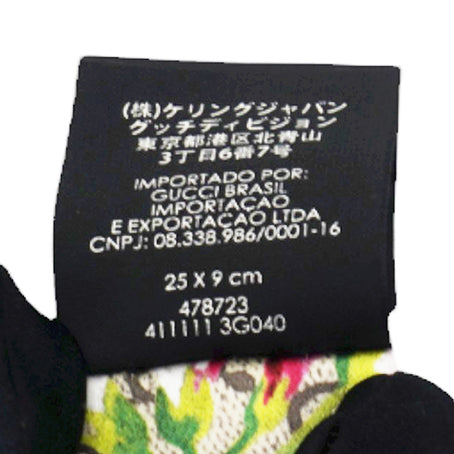 (株)ケリングジャパン
グッチディビジョン
東京都港区北青山
3丁目6番7号
IMPORTADO POR:
GUCCI BRASIL
IMPORTAÇAO
E EXPORTACAO LTDA
CNPJ: 08.338.986/0001-16
25 X 9 cm
478723
411111 3G040